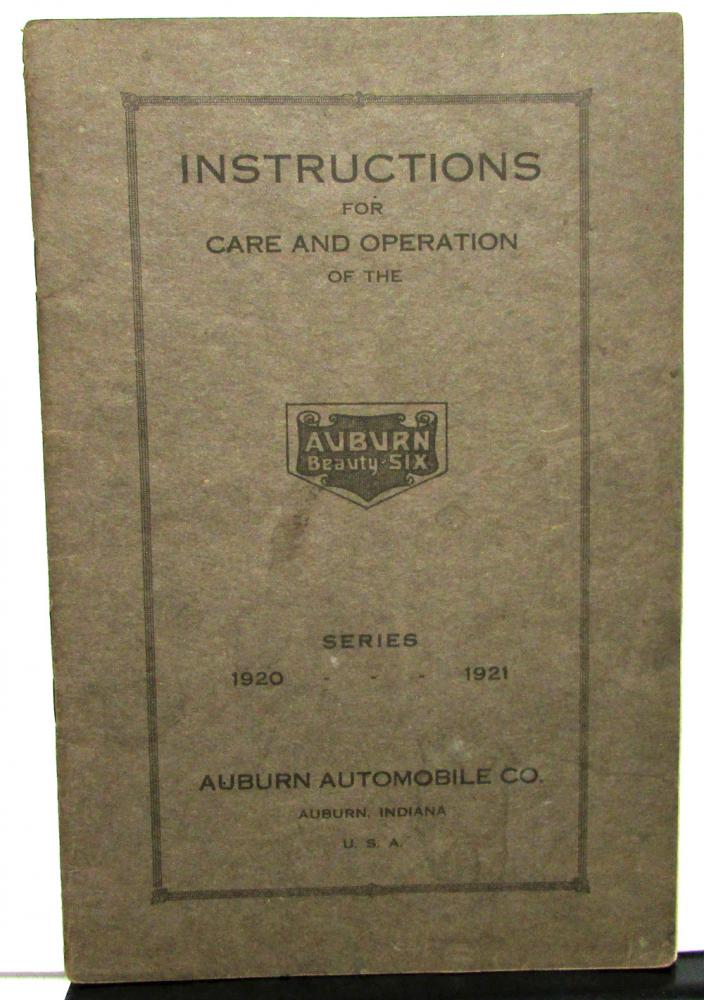 INSTRUCTIONS
FOR
CARE AND OPERATION
OF THE
AUBURN
Beauty-SIX
SERIES
1920 - - - 1921
AUBURN AUTOMOBILE CO.
AUBURN, INDIANA
U. S. A.